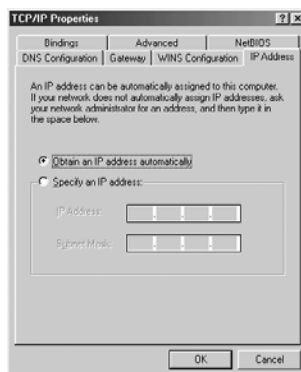 TCP/IP Properties
Bindings Advanced NetBIOS
DNS Configuration Gateway WINS Configuration IP Address
An IP address can be automatically assigned to this computer.
If your network does not automatically assign IP addresses, ask
your network administrator for an address, and then type it in
the space below.
Obtain an IP address automatically
Specify an IP address:
IP Address:
Subnet Mask:
OK Cancel